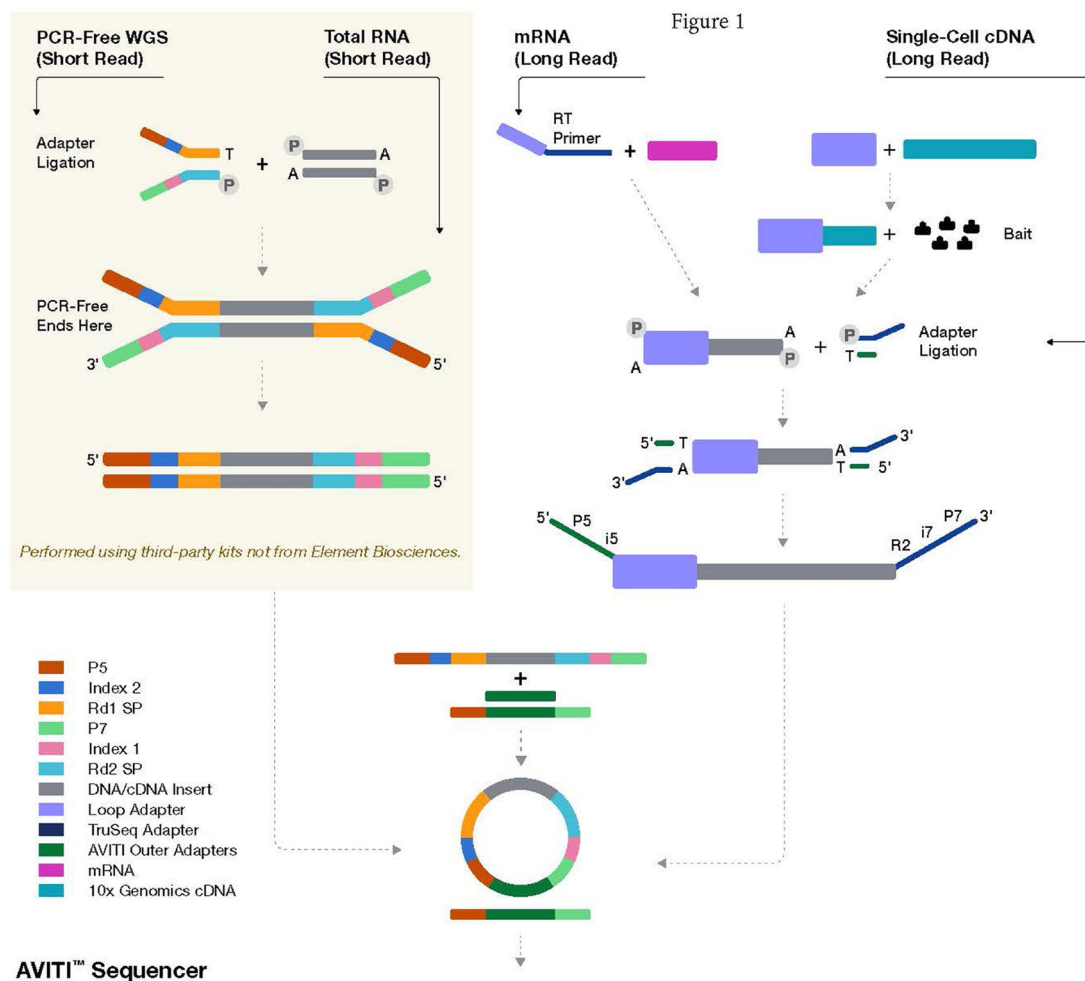 Figure 1
PCR-Free WGS
(Short Read)
Total RNA
(Short Read)
mRNA
(Long Read)
Single-Cell cDNA
(Long Read)
Adapter
Ligation
T
P
+
P
A
A
P
RT
Primer
+
+
+
Bait
PCR-Free
Ends Here
3'
5'
P
A
A
P
+
P
T
Adapter
Ligation
5'
T
3'
A
A
3'
T
5'
5'
5'
Performed using third-party kits not from Element Biosciences.
5'
P5
i5
R2
i7
P7
3'
+
P5
Index 2
Rd1 SP
P7
Index 1
Rd2 SP
DNA/cDNA Insert
Loop Adapter
TruSeq Adapter
AVITI Outer Adapters
mRNA
10x Genomics cDNA
AVITI™ Sequencer